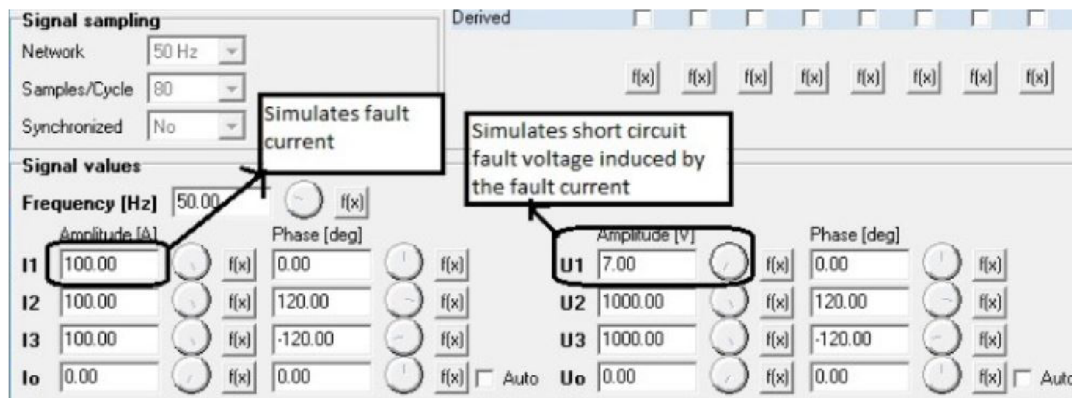 Signal sampling
Derived
Network 50 Hz
Samples/Cycle 80
Synchronized No
f(x) f(x) f(x) f(x) f(x) f(x) f(x) f(x)
Simulates fault
current
Simulates short circuit
fault voltage induced by
the fault current
Signal values
Frequency [Hz] 50.00 f(x)
Amplitude [A] Phase [deg] Amplitude [V] Phase [deg]
I1 100.00 f(x) 0.00 f(x) U1 7.00 f(x) 0.00 f(x)
I2 100.00 f(x) 120.00 f(x) U2 1000.00 f(x) 120.00 f(x)
I3 100.00 f(x) -120.00 f(x) U3 1000.00 f(x) -120.00 f(x)
Io 0.00 f(x) 0.00 f(x) Auto Uo 0.00 f(x) 0.00 f(x) Auto